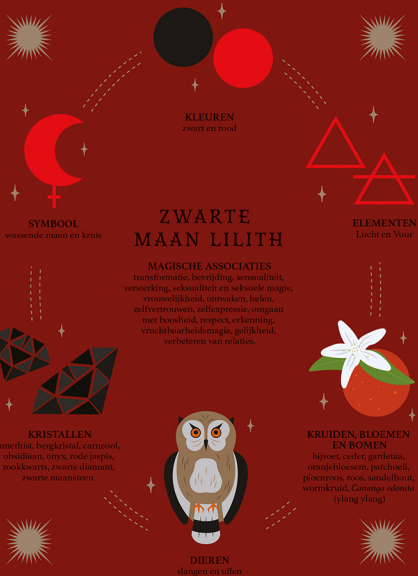 KLEUREN
zwart en rood
SYMBOOL
wassende maan en kruis
ELEMENTEN
Lucht en Vuur
ZWARTE
MAAN LILITH
MAGISCHE ASSOCIATIES
transformatie, bevrijding, sensualiteit,
versterking, seksualiteit en seksuele magie,
vrouwelijkheid, ontwaken, helen,
zelfvertrouwen, zelfexpressie, omgaan
met boosheid, respect, erkenning,
vruchtbaarheidsmagie, gelijkheid,
verbeteren van relaties.
KRISTALLEN
amethist, bergkristal, carneool,
obsidiaan, onyx, rode jaspis,
rookkwarts, zwarte diamant,
zwarte maansteen
KRUIDEN, BLOEMEN
EN BOMEN
bijvoet, ceder, gardenia,
oranjebloesem, patchoeli,
pioenroos, roos, sandelhout,
wormkruid, Cananga odorata
(ylang ylang)
DIEREN
slangen en uilen